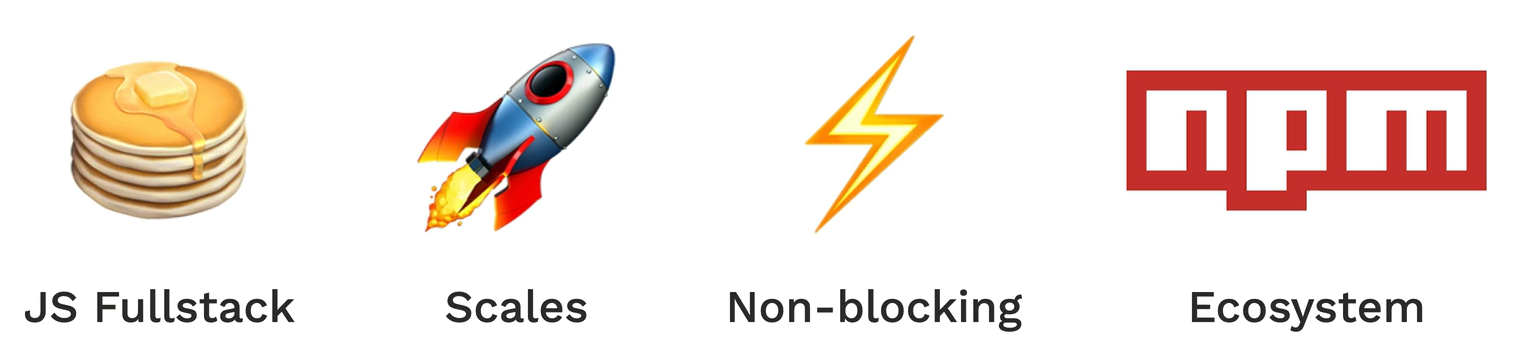 npm
JS Fullstack
Scales
Non-blocking
Ecosystem